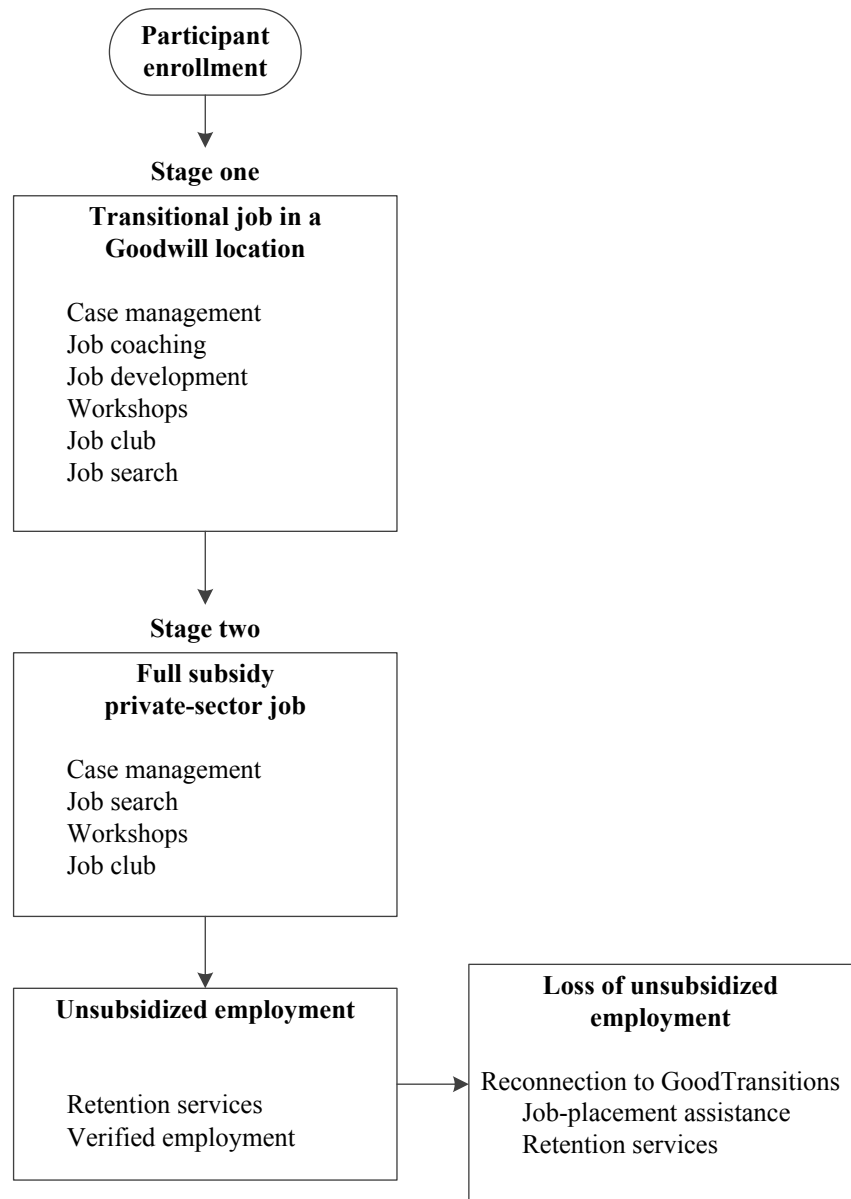 Participant
enrollment
Stage one
Transitional job in a
Goodwill location
Case management
Job coaching
Job development
Workshops
Job club
Job search
Stage two
Full subsidy
private-sector job
Case management
Job search
Workshops
Job club
Unsubsidized employment
Retention services
Verified employment
Loss of unsubsidized
employment
Reconnection to GoodTransitions
Job-placement assistance
Retention services